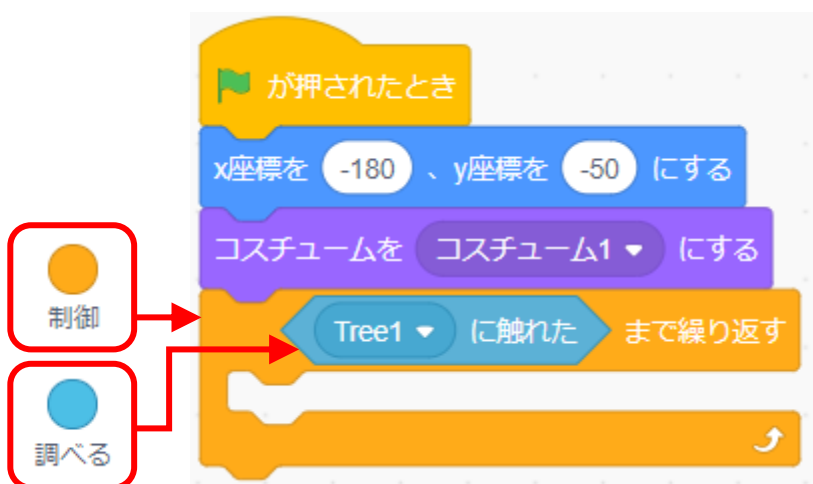 が押されたとき
x座標を -180 、y座標を -50 にする
コスチュームを コスチューム1 にする
制御
Tree1 に触れた まで繰り返す
調べる